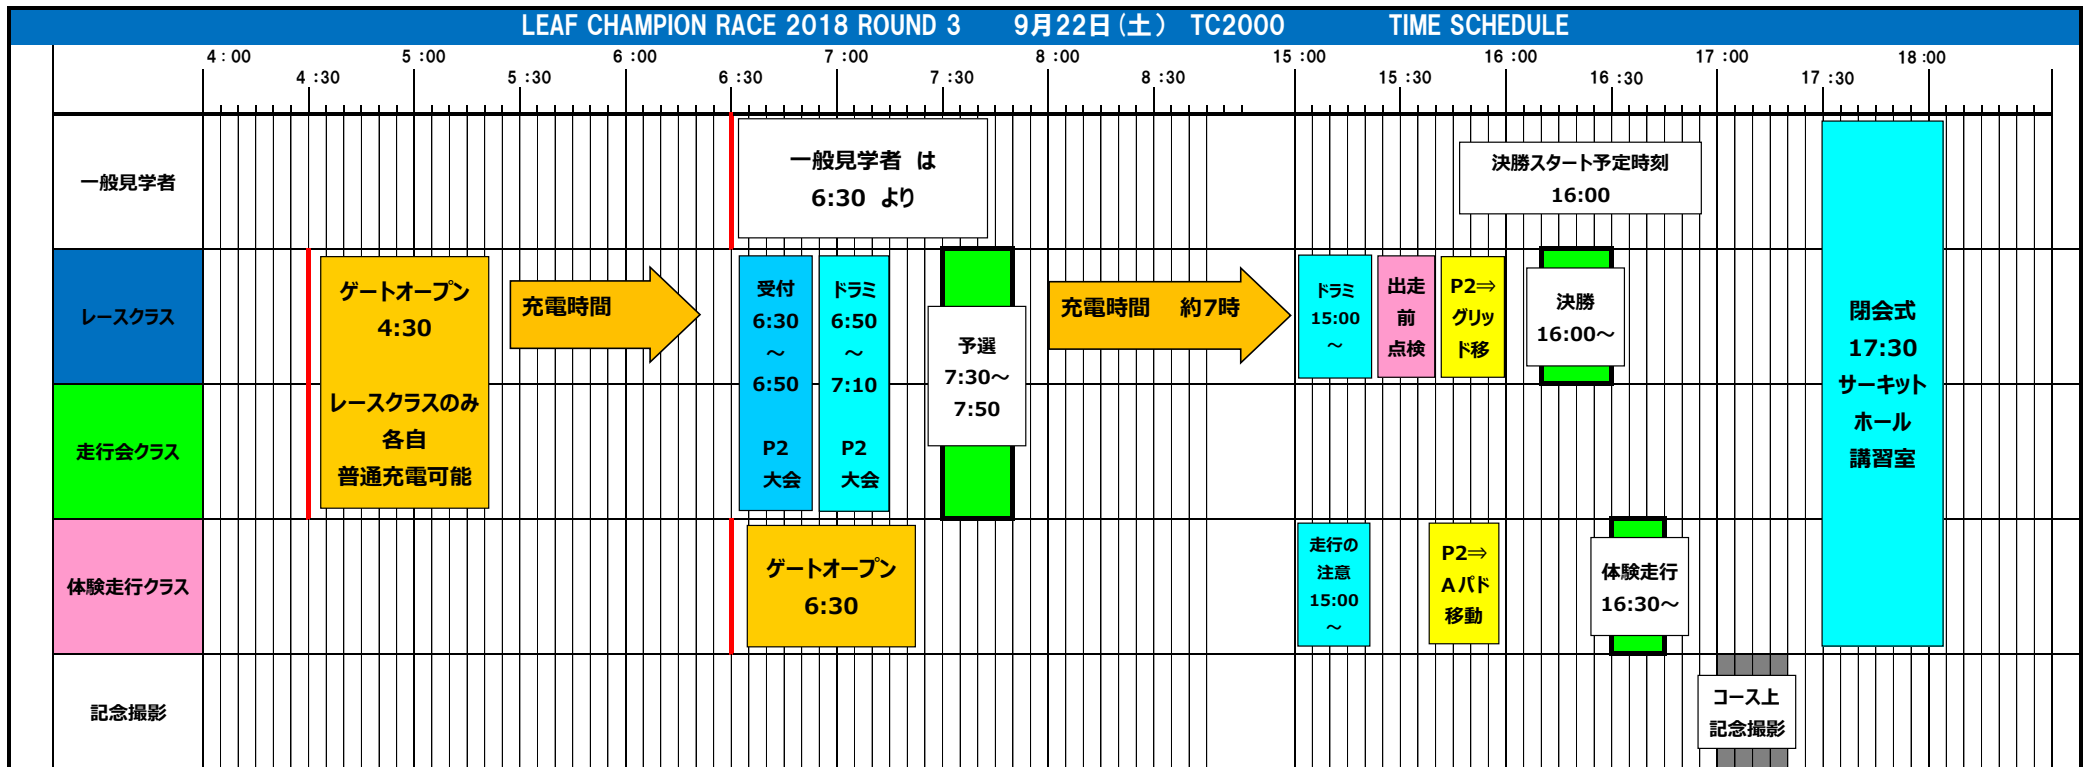 LEAF CHAMPION RACE 2018 ROUND 3 9月22日(土) TC2000 TIME SCHEDULE
4:00 5:00 6:00 7:00 8:00 15:00 16:00 17:00 18:00
4:30 5:30 6:30 7:30 8:30 15:30 16:30 17:30
一般見学者
一般見学者 は
6:30 より
決勝スタート予定時刻
16:00
レースクラス
走行会クラス
ゲートオープン
4:30
レースクラスのみ
各自
普通充電可能
充電時間
受付
6:30
～
6:50
P2
大会
ドラミ
6:50
～
7:10
P2
大会
予選
7:30～
7:50
充電時間 約7時
ドラミ
15:00
～
出走
前
点検
P2⇒
グリッ
ド移
決勝
16:00～
閉会式
17:30
サーキット
ホール
講習室
体験走行クラス
ゲートオープン
6:30
走行の
注意
15:00
～
P2⇒
Aパド
移動
体験走行
16:30～
記念撮影
コース上
記念撮影